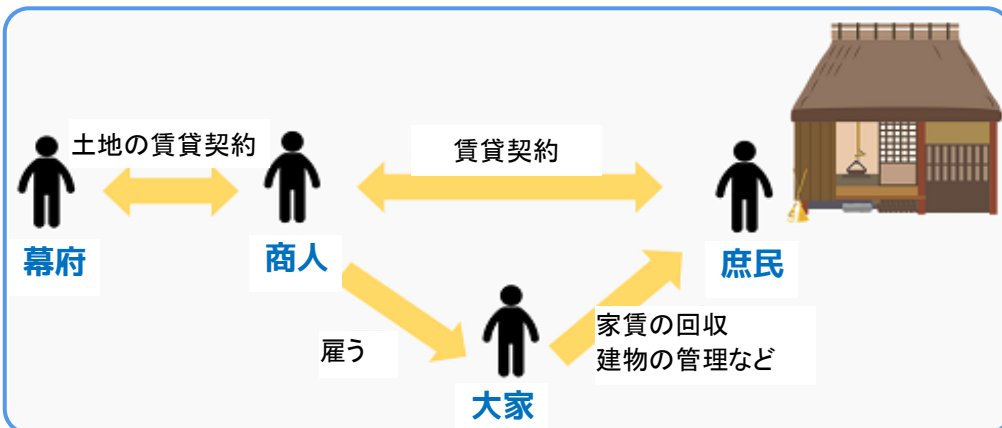 土地の賃貸契約
賃貸契約
幕府
商人
庶民
雇う
家賃の回収
建物の管理など
大家